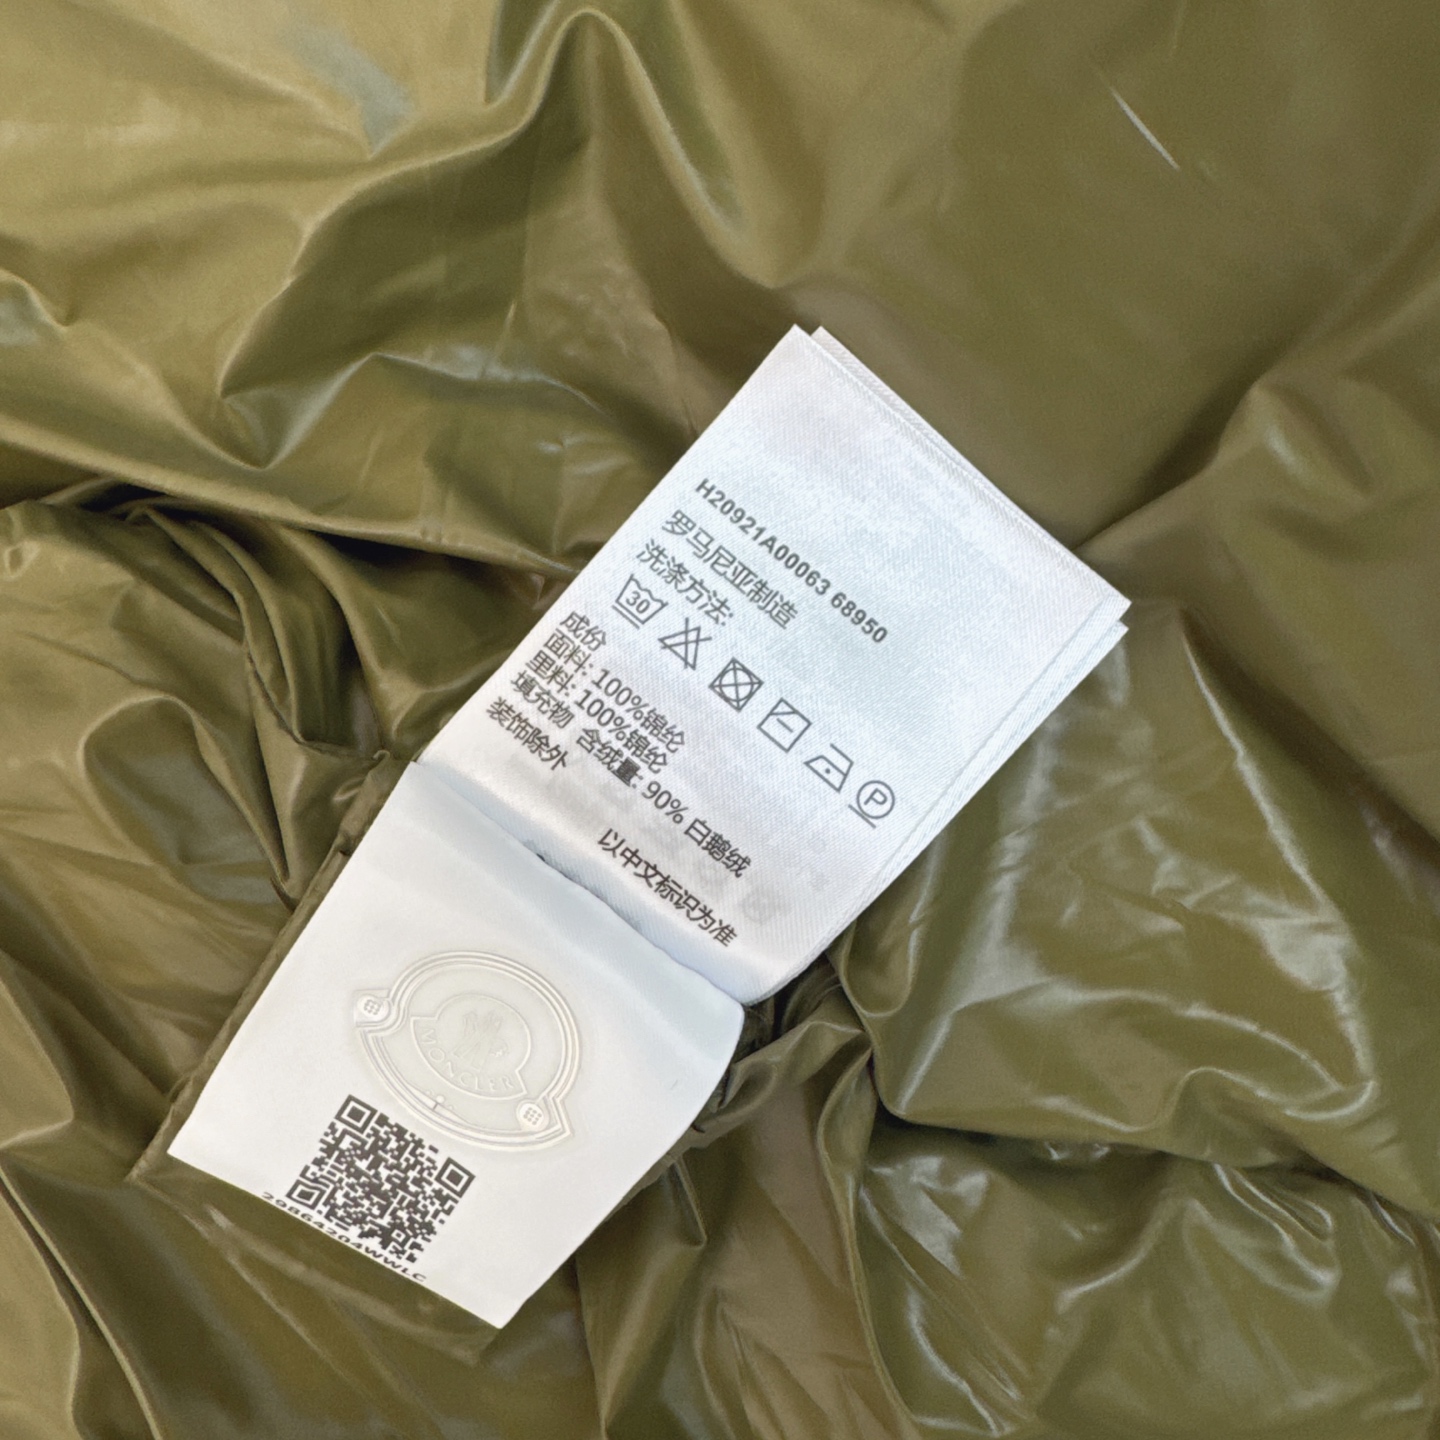 H20921A00063 68950
罗马尼亚制造
洗涤方法:
30
P
成份
面料: 100%锦纶
里料: 100%锦纶
填充物 含绒量: 90% 白鹅绒
装饰除外
以中文标识为准
MONCLER
29864204WWLC